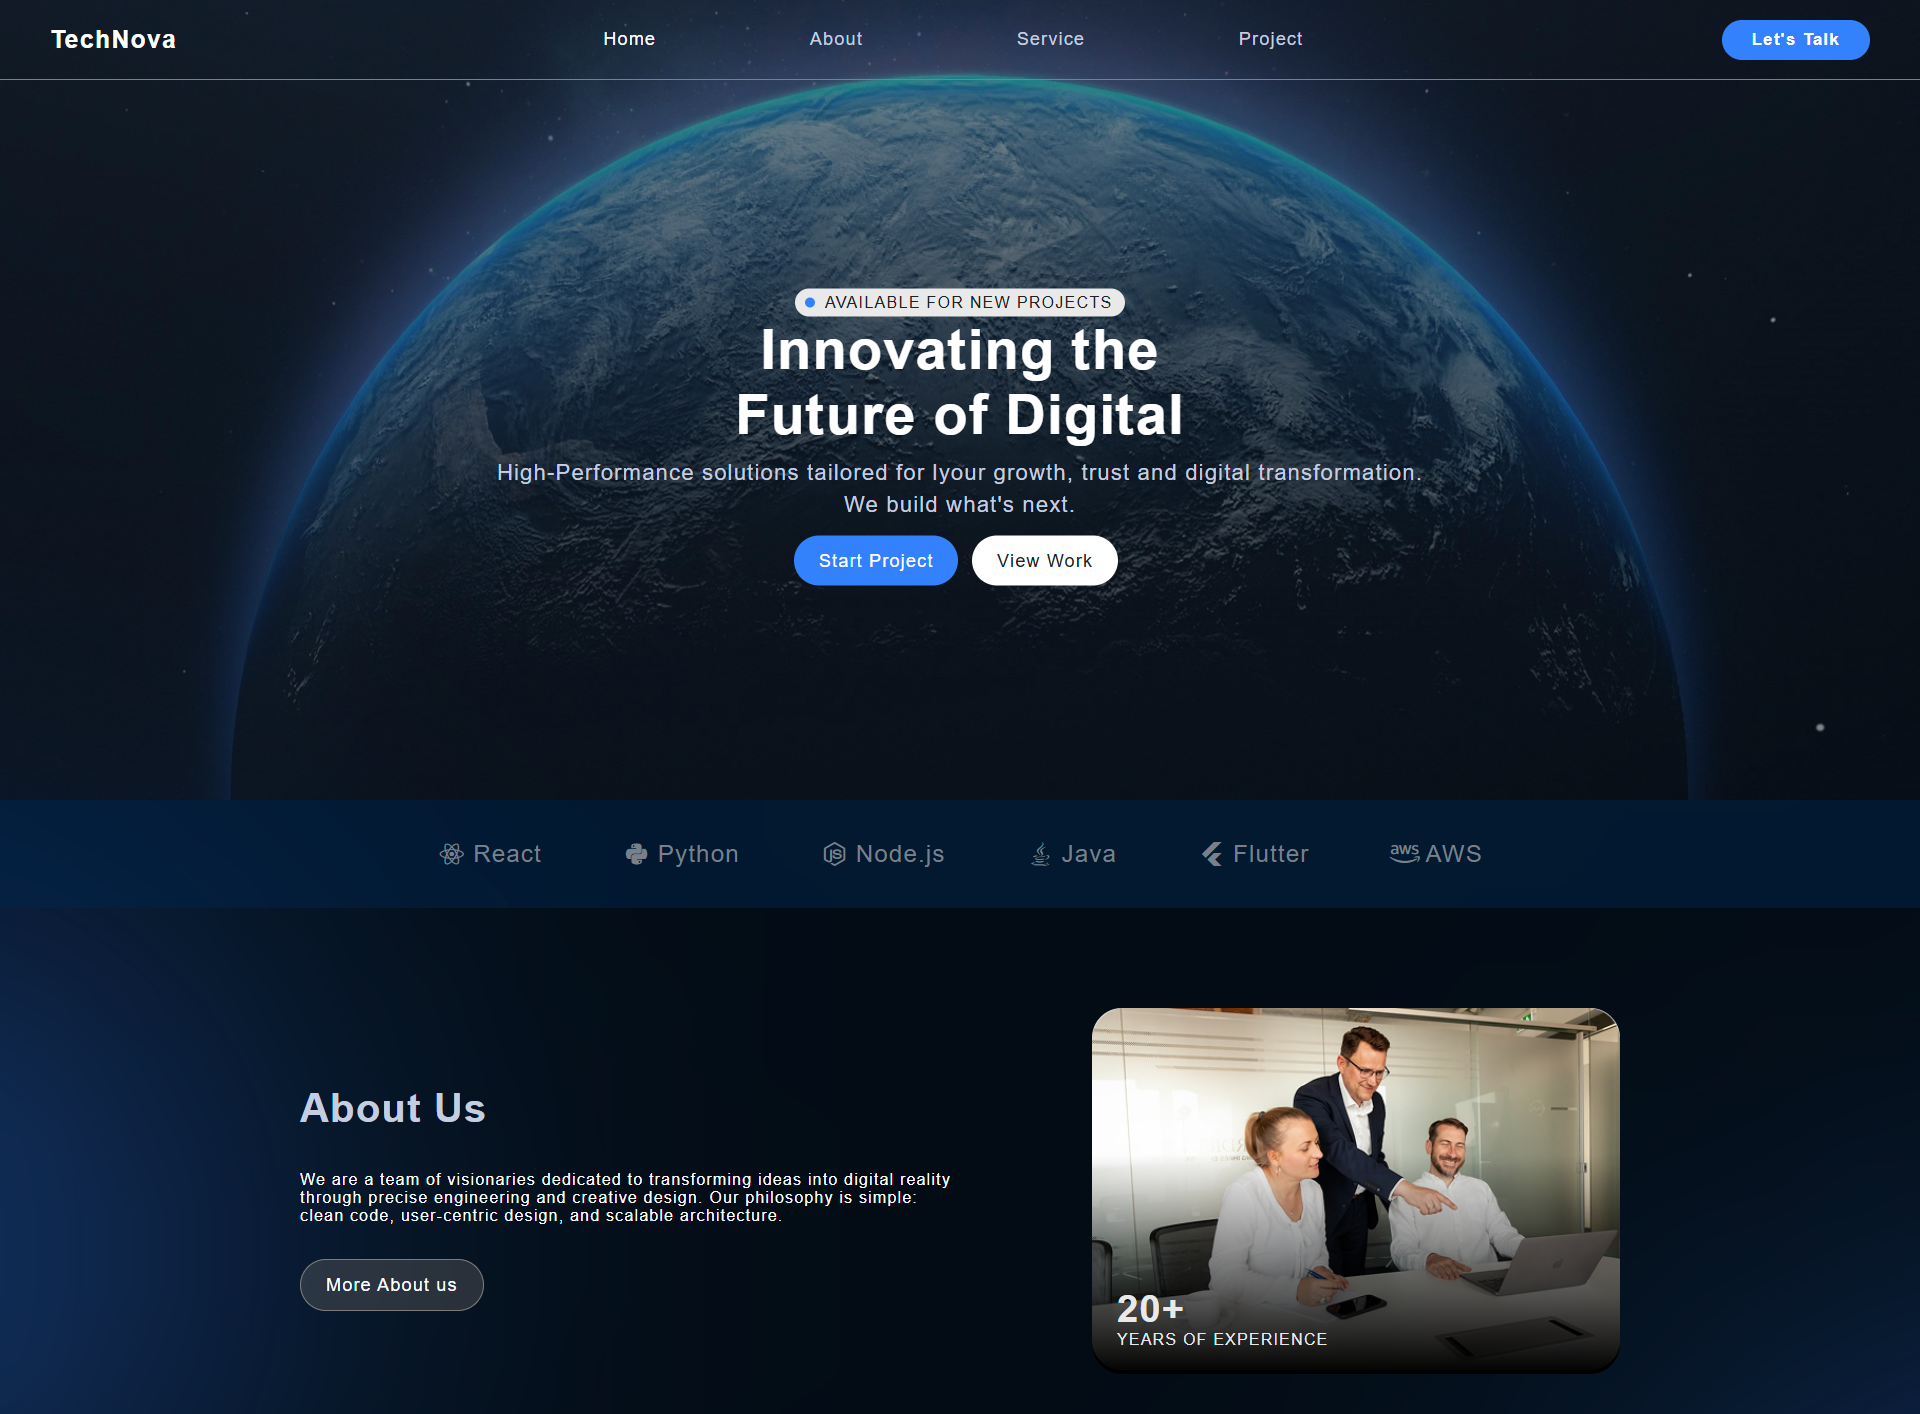 TechNova
Home
About
Service
Project
Let's Talk
AVAILABLE FOR NEW PROJECTS
Innovating the
Future of Digital
High-Performance solutions tailored for lyour growth, trust and digital transformation.
We build what's next.
Start Project
View Work
React
Python
Node.js
Java
Flutter
aws AWS
About Us
We are a team of visionaries dedicated to transforming ideas into digital reality
through precise engineering and creative design. Our philosophy is simple:
clean code, user-centric design, and scalable architecture.
More About us
20+
YEARS OF EXPERIENCE